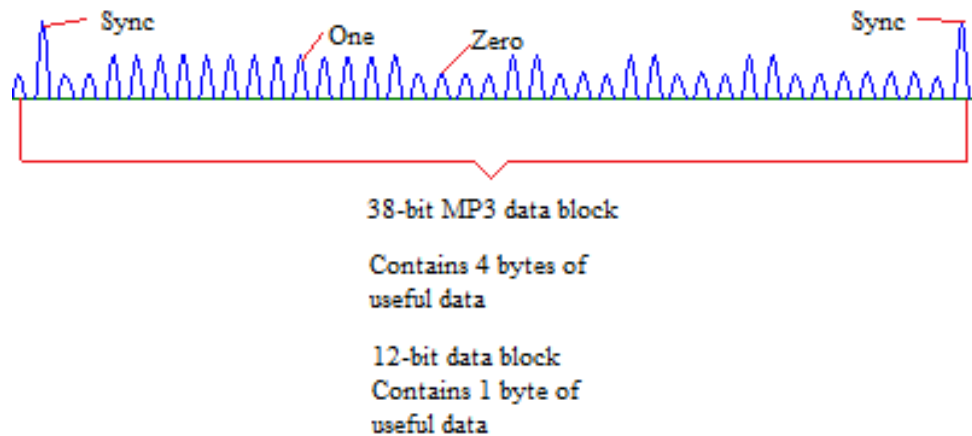 Sync
Sync
One
Zero
38-bit MP3 data block
Contains 4 bytes of
useful data
12-bit data block
Contains 1 byte of
useful data